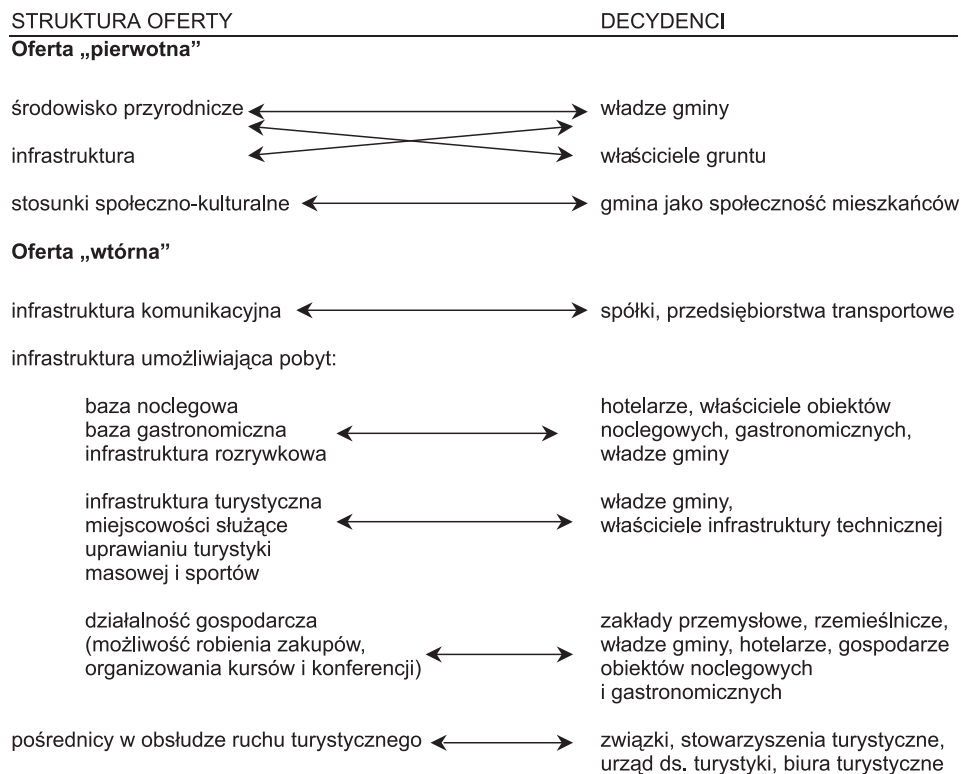 STRUKTURA OFERTY DECYDENCI
Oferta „pierwotna”
środowisko przyrodnicze władze gminy
infrastruktura właściciele gruntu
stosunki społeczno-kulturalne gmina jako społeczność mieszkańców
Oferta „wtórna”
infrastruktura komunikacyjna spółki, przedsiębiorstwa transportowe
infrastruktura umożliwiająca pobyt:
baza noclegowa hotelarze, właściciele obiektów
baza gastronomiczna noclegowych, gastronomicznych,
infrastruktura rozrywkowa władze gminy
infrastruktura turystyczna władze gminy,
miejscowości służące właściciele infrastruktury technicznej
uprawianiu turystyki
masowej i sportów
działalność gospodarcza zakłady przemysłowe, rzemieślnicze,
(możliwość robienia zakupów, władze gminy, hotelarze, gospodarze
organizowania kursów i konferencji) obiektów noclegowych
i gastronomicznych
pośrednicy w obsłudze ruchu turystycznego związki, stowarzyszenia turystyczne,
urząd ds. turystyki, biura turystyczne